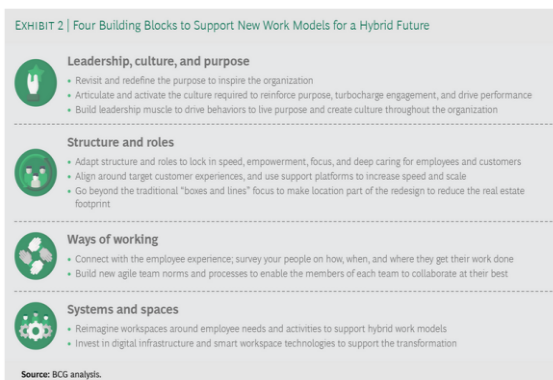 EXHIBIT 2 | Four Building Blocks to Support New Work Models for a Hybrid Future
Leadership, culture, and purpose
• Revisit and redefine the purpose to inspire the organization
• Articulate and activate the culture required to reinforce purpose, turbocharge engagement, and drive performance
• Build leadership muscle to drive behaviors to live purpose and create culture throughout the organization
Structure and roles
• Adapt structure and roles to lock in speed, empowerment, focus, and deep caring for employees and customers
• Align around target customer experiences, and use support platforms to increase speed and scale
• Go beyond the traditional “boxes and lines” focus to make location part of the redesign to reduce the real estate
footprint
Ways of working
• Connect with the employee experience; survey your people on how, when, and where they get their work done
• Build new agile team norms and processes to enable the members of each team to collaborate at their best
Systems and spaces
• Reimagine workspaces around employee needs and activities to support hybrid work models
• Invest in digital infrastructure and smart workspace technologies to support the transformation
Source: BCG analysis.